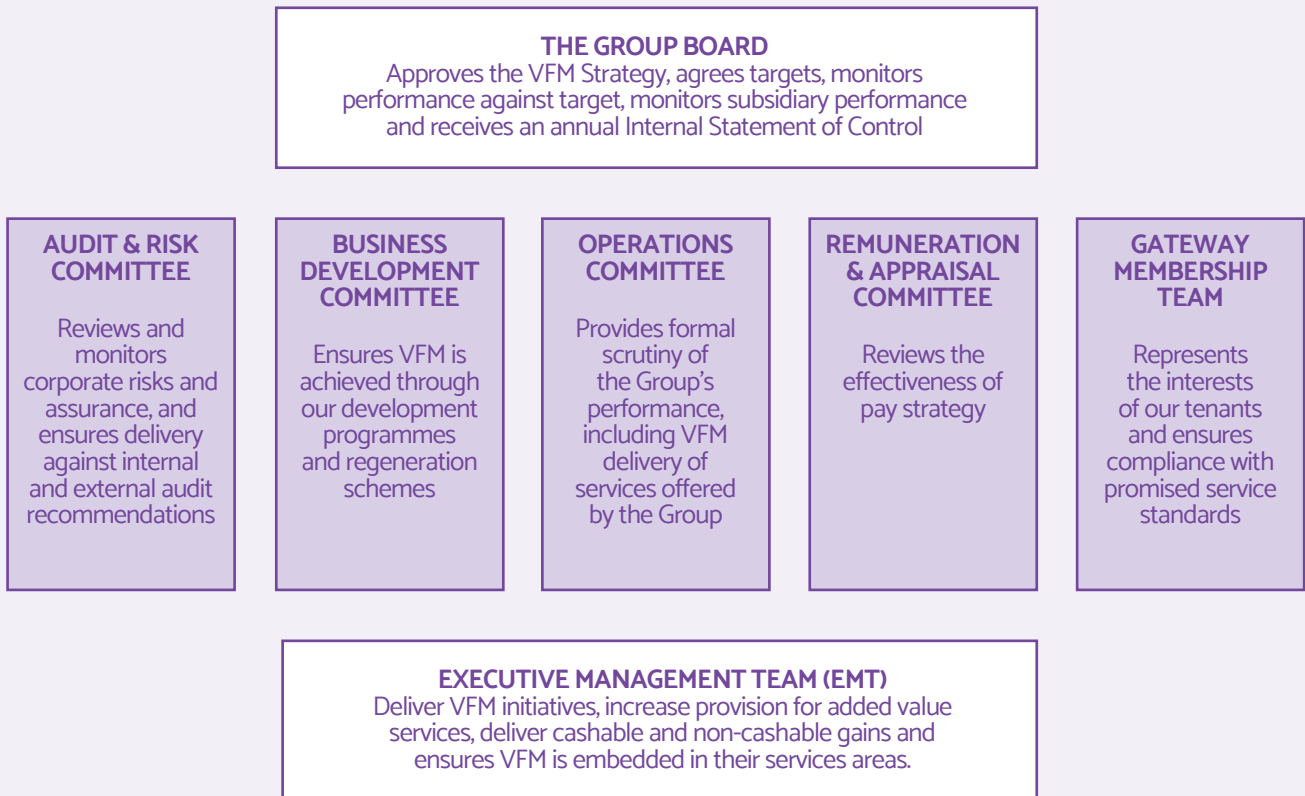 THE GROUP BOARD
Approves the VFM Strategy, agrees targets, monitors
performance against target, monitors subsidiary performance
and receives an annual Internal Statement of Control
AUDIT & RISK
COMMITTEE
Reviews and
monitors
corporate risks and
assurance, and
ensures delivery
against internal
and external audit
recommendations
BUSINESS
DEVELOPMENT
COMMITTEE
Ensures VFM is
achieved through
our development
programmes
and regeneration
schemes
OPERATIONS
COMMITTEE
Provides formal
scrutiny of
the Group's
performance,
including VFM
delivery of
services offered
by the Group
REMUNERATION
& APPRAISAL
COMMITTEE
Reviews the
effectiveness of
pay strategy
GATEWAY
MEMBERSHIP
TEAM
Represents
the interests
of our tenants
and ensures
compliance with
promised service
standards
EXECUTIVE MANAGEMENT TEAM (EMT)
Deliver VFM initiatives, increase provision for added value
services, deliver cashable and non-cashable gains and
ensures VFM is embedded in their services areas.